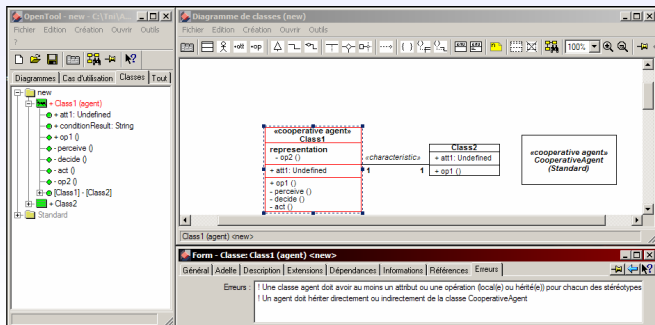 OpenTool - new - C:\Tni\A...
Fichier Edition Création Ouvrir Outils
?
Diagrammes Cas d'utilisation Classes Tout
new
+ Class1 (agent)
+ att1: Undefined
+ conditionResult: String
+ op1 ()
- perceive ()
- decide ()
- act ()
- op2 ()
[Class1] - [Class2]
+ Class2
Standard
Diagramme de classes (new)
Fichier Edition Création Ouvrir Outils
+att +op 100%
«cooperative agent»
Class1
representation
- op2 ()
+ att1: Undefined
+ op1 ()
- perceive ()
- decide ()
- act ()
«characteristic»
1 1
Class2
+ att1: Undefined
+ op1 ()
«cooperative agent»
CooperativeAgent
(Standard)
Class1 (agent) <new>
Form - Classe: Class1 (agent) <new>
Général Adelfe Description Extensions Dépendances Informations Références Erreurs
Erreurs : ! Une classe agent doit avoir au moins un attribut ou une opération (local(e) ou hérité(e)) pour chacun des stéréotypes
! Un agent doit hériter directement ou indirectement de la classe CooperativeAgent